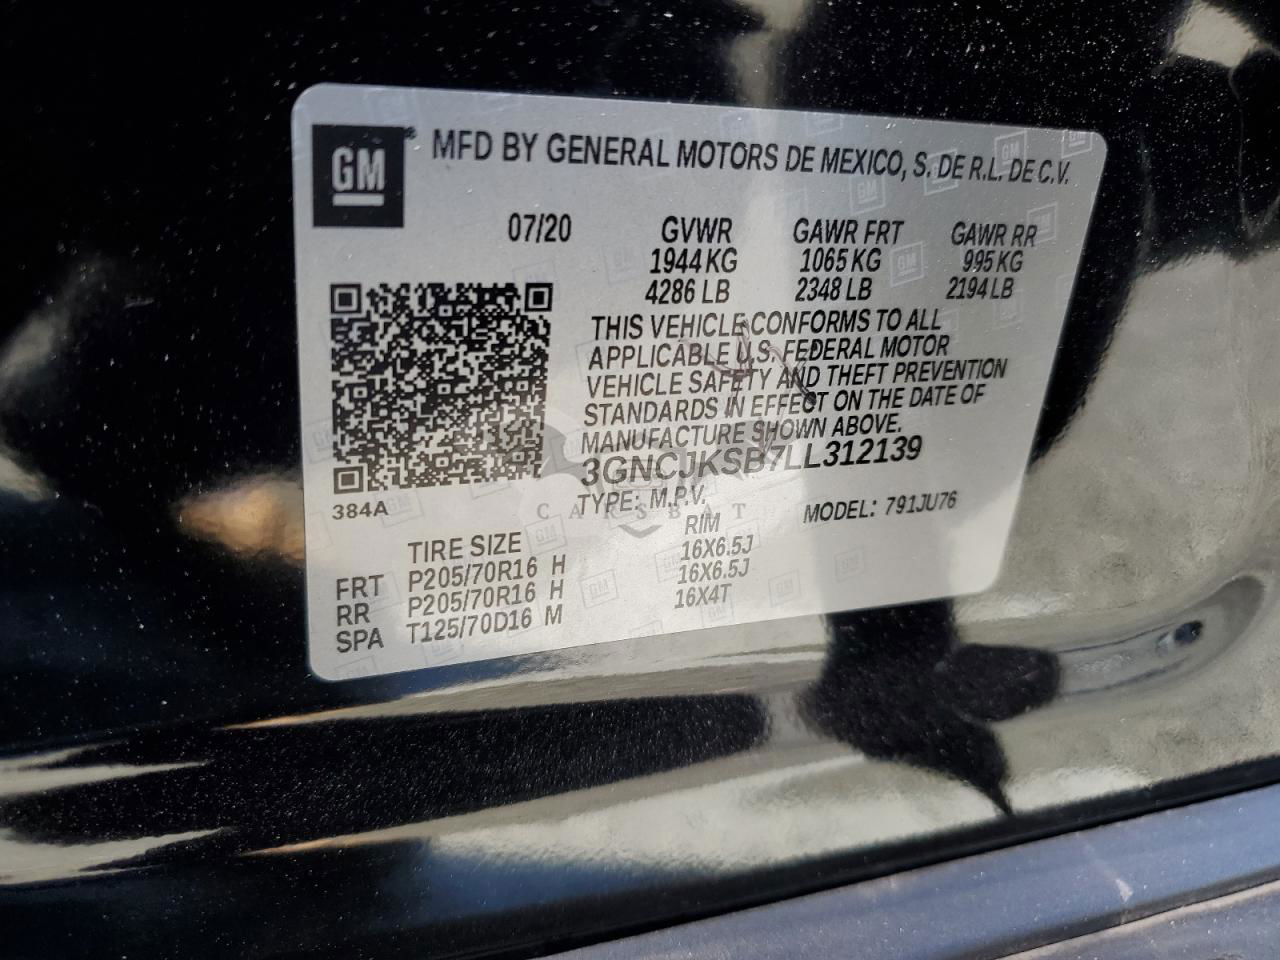 GM
MFD BY GENERAL MOTORS DE MEXICO, S. DE R.L. DE C.V.
07/20 GVWR GAWR FRT GAWR RR
1944 KG 1065 KG 995 KG
4286 LB 2348 LB 2194 LB
THIS VEHICLE CONFORMS TO ALL
APPLICABLE U.S. FEDERAL MOTOR
VEHICLE SAFETY AND THEFT PREVENTION
STANDARDS IN EFFECT ON THE DATE OF
MANUFACTURE SHOWN ABOVE.
3GNCJKSB7LL312139
TYPE: M.P.V. MODEL: 791JU76
384A
CARSBAT
TIRE SIZE RIM
FRT P205/70R16 H 16X6.5J
RR P205/70R16 H 16X6.5J
SPA T125/70D16 M 16X4T